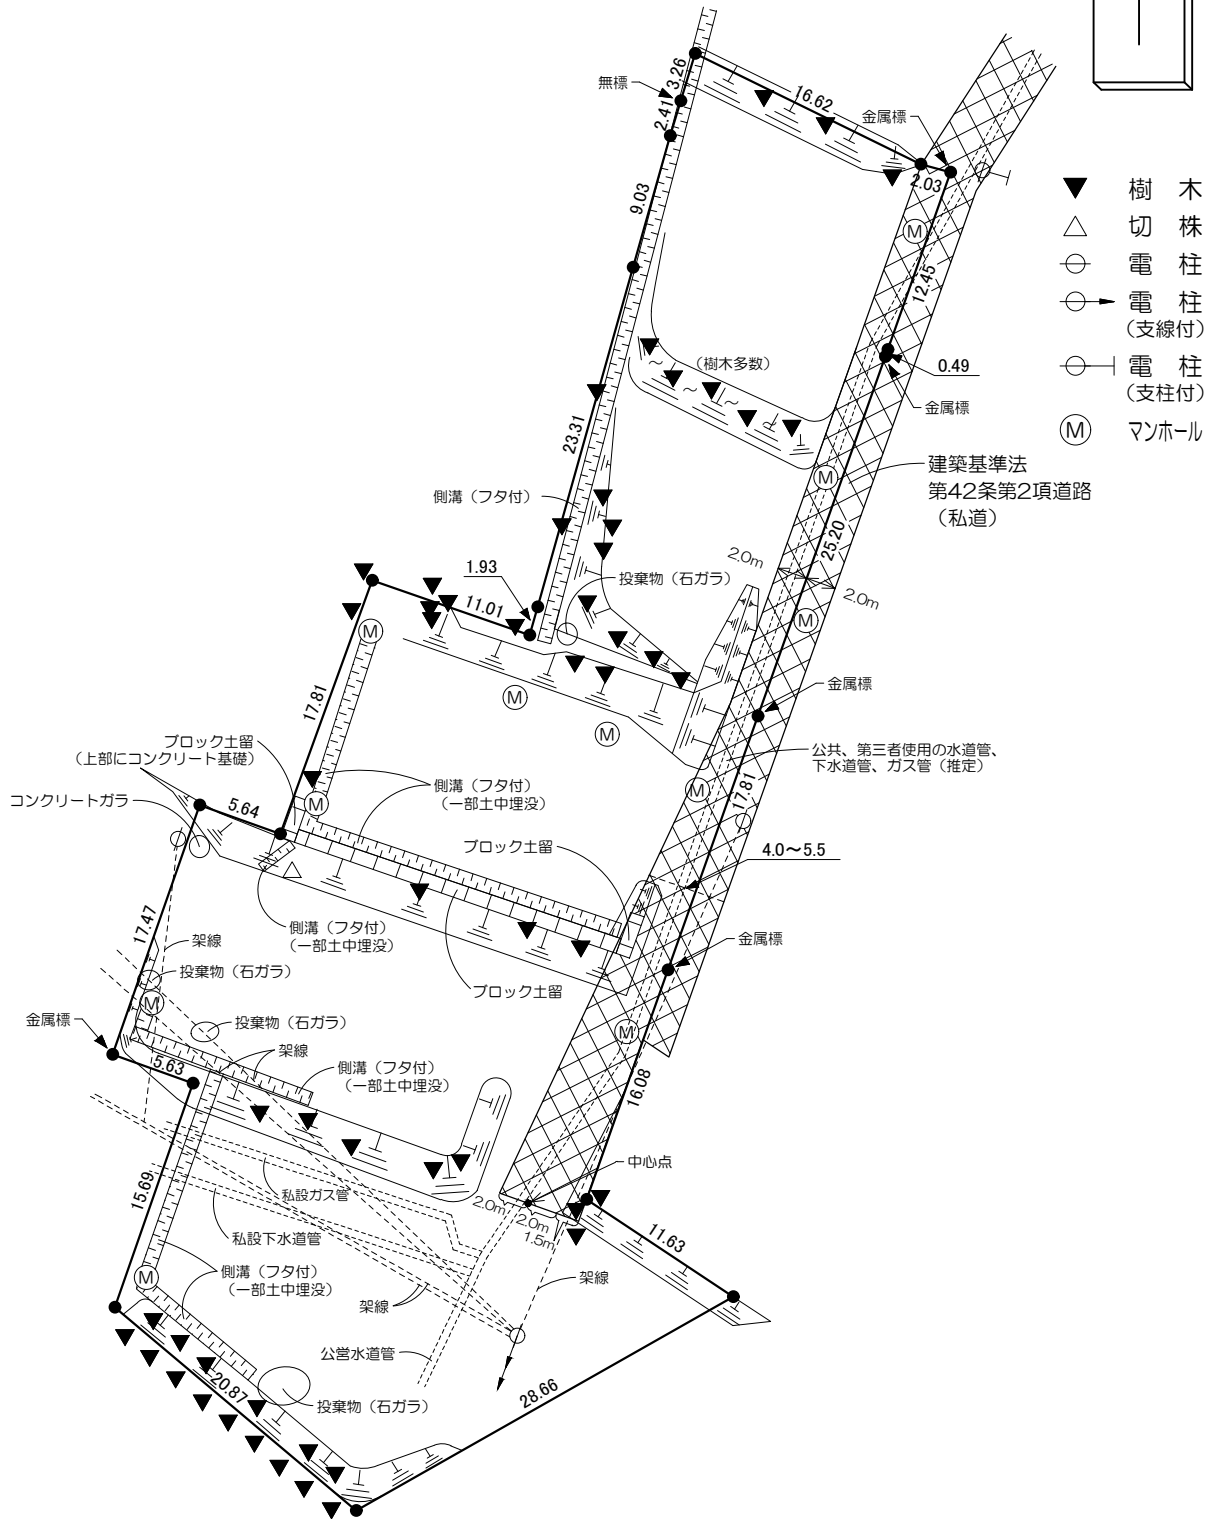 無標
3.26
2.41
16.62
金属標
2.03
9.03
M
12.45
0.49
金属標
(樹木多数)
23.31
側溝(フタ付)
M
建築基準法
第42条第2項道路
(私道)
25.20
2.0m
2.0m
1.93
投棄物(石ガラ)
11.01
M
M
M
M
金属標
17.81
ブロック土留
(上部にコンクリート基礎)
公共、第三者使用の水道管、
下水道管、ガス管(推定)
側溝(フタ付)
(一部土中埋没)
M
M
17.81
コンクリートガラ
5.64
ブロック土留
4.0~5.5
側溝(フタ付)
(一部土中埋没)
17.47
架線
金属標
投棄物(石ガラ)
ブロック土留
M
投棄物(石ガラ)
M
金属標
架線
5.63
側溝(フタ付)
(一部土中埋没)
16.08
中心点
15.69
私設ガス管
2.0m
2.0m
1.5m
私設下水道管
11.63
M
側溝(フタ付)
(一部土中埋没)
架線
架線
公営水道管
20.87
投棄物(石ガラ)
28.66
樹木
切株
電柱
電柱
(支線付)
電柱
(支柱付)
M マンホール